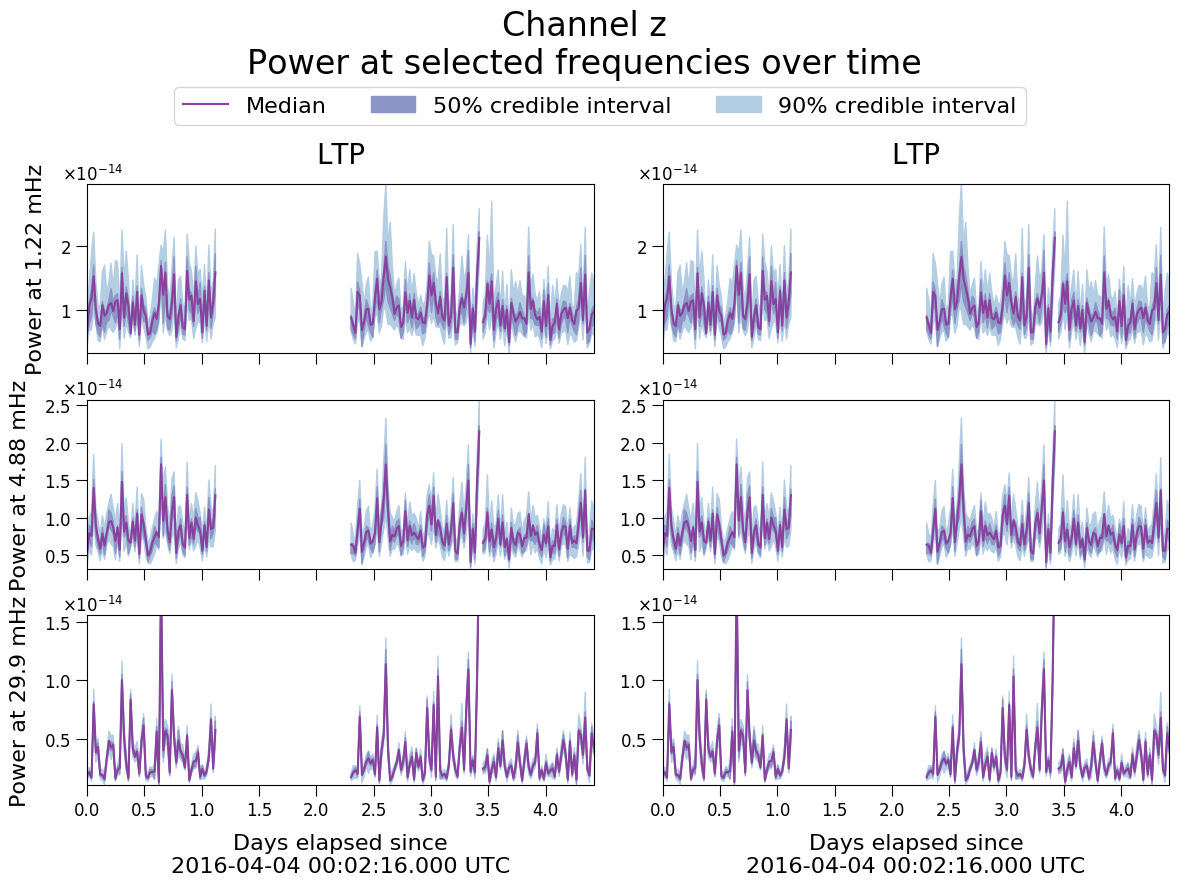 Channel z
Power at selected frequencies over time
Median 50% credible interval 90% credible interval
LTP LTP
×10⁻¹⁴ ×10⁻¹⁴
Power at 1.22 mHz
2 2
1 1
×10⁻¹⁴ ×10⁻¹⁴
Power at 4.88 mHz
2.5 2.5
2.0 2.0
1.5 1.5
1.0 1.0
0.5 0.5
×10⁻¹⁴ ×10⁻¹⁴
Power at 29.9 mHz
1.5 1.5
1.0 1.0
0.5 0.5
0.0 0.5 1.0 1.5 2.0 2.5 3.0 3.5 4.0 0.0 0.5 1.0 1.5 2.0 2.5 3.0 3.5 4.0
Days elapsed since Days elapsed since
2016-04-04 00:02:16.000 UTC 2016-04-04 00:02:16.000 UTC